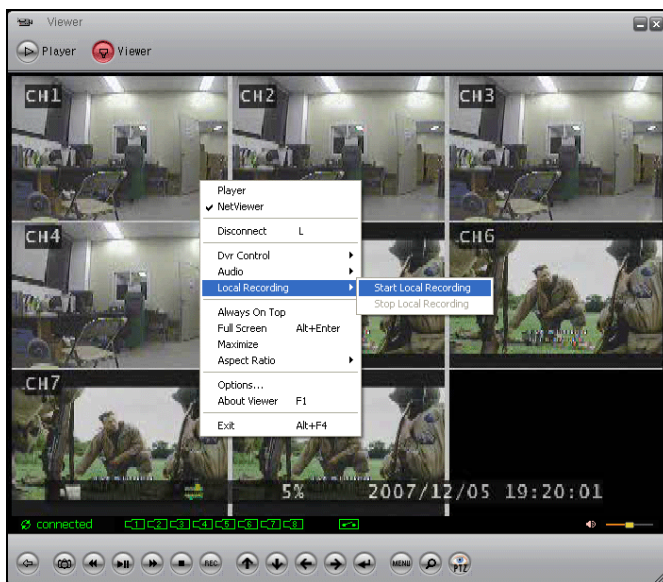 Viewer
Player Viewer
CH1
CH2
CH3
Player
NetViewer
Disconnect L
CH4
CH6
Dvr Control
Audio
Local Recording
Start Local Recording
Stop Local Recording
Always On Top
Full Screen Alt+Enter
Maximize
Aspect Ratio
CH7
Options...
About Viewer F1
Exit Alt+F4
5% 2007/12/05 19:20:01
connected 1 2 3 4 5 6 7 8
REC MENU PTZ